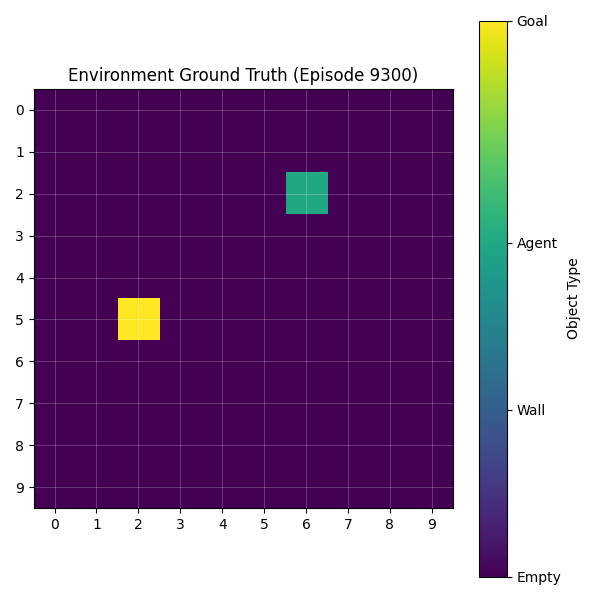 Environment Ground Truth (Episode 9300)
0
1
2
3
4
5
6
7
8
9
0 1 2 3 4 5 6 7 8 9
Goal
Agent
Wall
Empty
Object Type